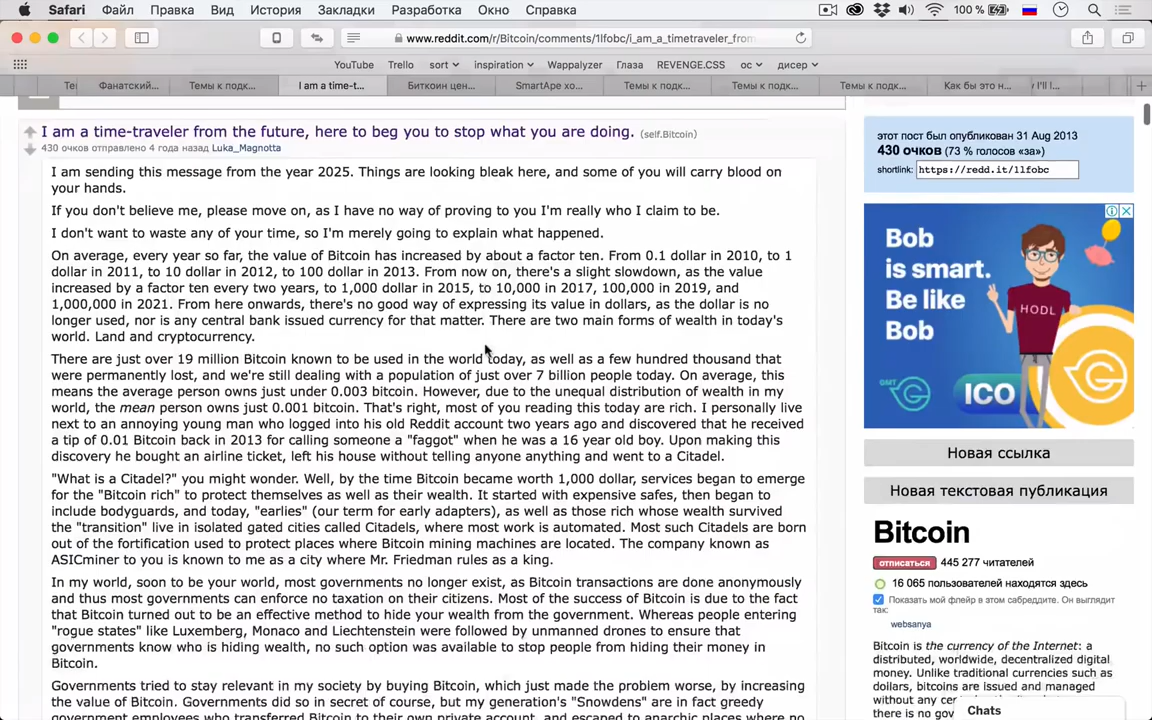 Safari Файл Правка Вид История Закладки Разработка Окно Справка 100 %
www.reddit.com/r/Bitcoin/comments/1lfobc/i_am_a_timetraveler_from
YouTube Trello sort inspiration Wappalyzer Глаза REVENGE.CSS ос дисер
Фанатский... Темы к подк... I am a time-t... Биткоин цен... SmartApe хо... Темы к подк... Темы к подк... Темы к подк... Как бы это н...
I am a time-traveler from the future, here to beg you to stop what you are doing. (self.Bitcoin)
430 очков отправлено 4 года назад Luka_Magnotta
I am sending this message from the year 2025. Things are looking bleak here, and some of you will carry blood on
your hands.
If you don't believe me, please move on, as I have no way of proving to you I'm really who I claim to be.
I don't want to waste any of your time, so I'm merely going to explain what happened.
On average, every year so far, the value of Bitcoin has increased by about a factor ten. From 0.1 dollar in 2010, to 1
dollar in 2011, to 10 dollar in 2012, to 100 dollar in 2013. From now on, there's a slight slowdown, as the value
increased by a factor ten every two years, to 1,000 dollar in 2015, to 10,000 in 2017, 100,000 in 2019, and
1,000,000 in 2021. From here onwards, there's no good way of expressing its value in dollars, as the dollar is no
longer used, nor is any central bank issued currency for that matter. There are two main forms of wealth in today's
world. Land and cryptocurrency.
There are just over 19 million Bitcoin known to be used in the world today, as well as a few hundred thousand that
were permanently lost, and we're still dealing with a population of just over 7 billion people today. On average, this
means the average person owns just under 0.003 bitcoin. However, due to the unequal distribution of wealth in my
world, the mean person owns just 0.001 bitcoin. That's right, most of you reading this today are rich. I personally live
next to an annoying young man who logged into his old Reddit account two years ago and discovered that he received
a tip of 0.01 Bitcoin back in 2013 for calling someone a "faggot" when he was a 16 year old boy. Upon making this
discovery he bought an airline ticket, left his house without telling anyone anything and went to a Citadel.
"What is a Citadel?" you might wonder. Well, by the time Bitcoin became worth 1,000 dollar, services began to emerge
for the "Bitcoin rich" to protect themselves as well as their wealth. It started with expensive safes, then began to
include bodyguards, and today, "earlies" (our term for early adapters), as well as those rich whose wealth survived
the "transition" live in isolated gated cities called Citadels, where most work is automated. Most such Citadels are born
out of the fortification used to protect places where Bitcoin mining machines are located. The company known as
ASICminer to you is known to me as a city where Mr. Friedman rules as a king.
In my world, soon to be your world, most governments no longer exist, as Bitcoin transactions are done anonymously
and thus most governments can enforce no taxation on their citizens. Most of the success of Bitcoin is due to the fact
that Bitcoin turned out to be an effective method to hide your wealth from the government. Whereas people entering
"rogue states" like Luxemberg, Monaco and Liechtenstein were followed by unmanned drones to ensure that
governments know who is hiding wealth, no such option was available to stop people from hiding their money in
Bitcoin.
Governments tried to stay relevant in my society by buying Bitcoin, which just made the problem worse, by increasing
the value of Bitcoin. Governments did so in secret of course, but my generation's "Snowdens" are in fact greedy
government employees who transferred Bitcoin to their own private account, and escaped to anarchic places where no
этот пост был опубликован 31 Aug 2013
430 очков (73 % голосов «за»)
shortlink: https://redd.it/1lfobc
Bob
is smart.
Be like
Bob
HODL
GMT
ICO
Новая ссылка
Новая текстовая публикация
Bitcoin
отписаться 445 277 читателей
16 065 пользователей находятся здесь
Показать мой флейр в этом сабреддите. Он выглядит
так:
websanya
Bitcoin is the currency of the Internet: a
distributed, worldwide, decentralized digital
money. Unlike traditional currencies such as
dollars, bitcoins are issued and managed
without any
Chats